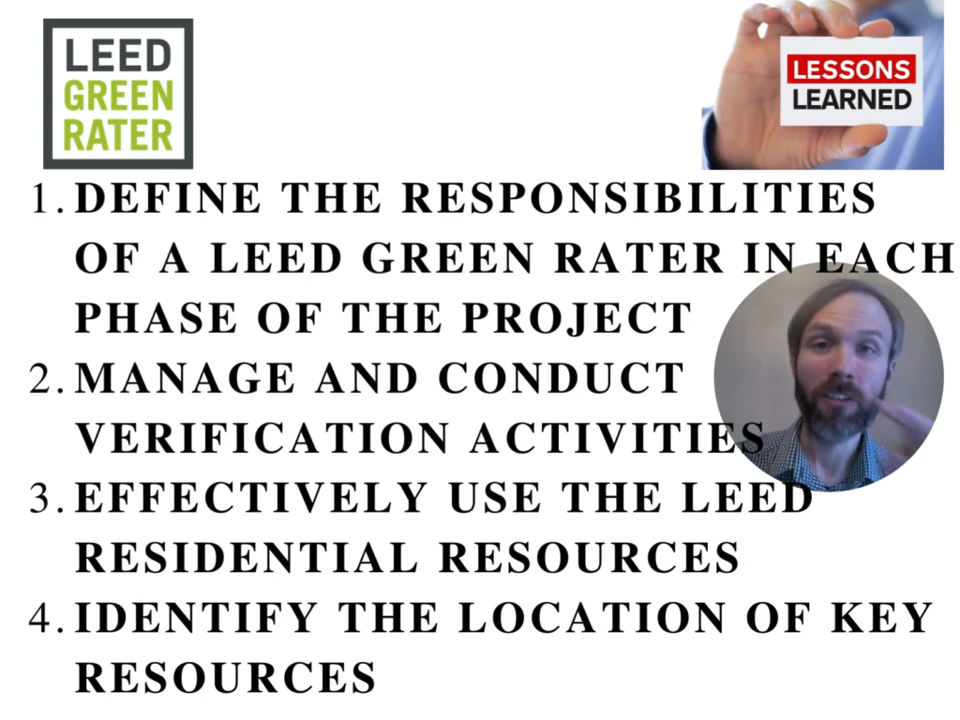 LEED
GREEN
RATER
LESSONS
LEARNED
1. DEFINE THE RESPONSIBILITIES
OF A LEED GREEN RATER IN EACH
PHASE OF THE PROJECT
2. MANAGE AND CONDUCT
VERIFICATION ACTIVITIES
3. EFFECTIVELY USE THE LEED
RESIDENTIAL RESOURCES
4. IDENTIFY THE LOCATION OF KEY
RESOURCES